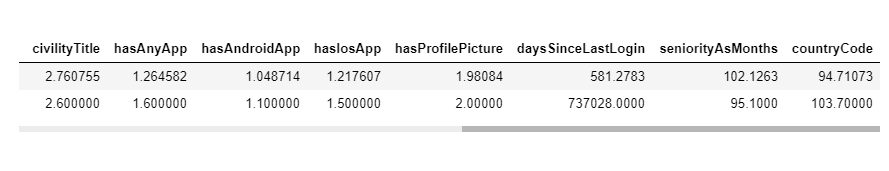 civilityTitle hasAnyApp hasAndroidApp hasIosApp hasProfilePicture daysSinceLastLogin seniorityAsMonths countryCode
2.760755 1.264582 1.048714 1.217607 1.98084 581.2783 102.1263 94.71073
2.600000 1.600000 1.100000 1.500000 2.00000 737028.0000 95.1000 103.70000